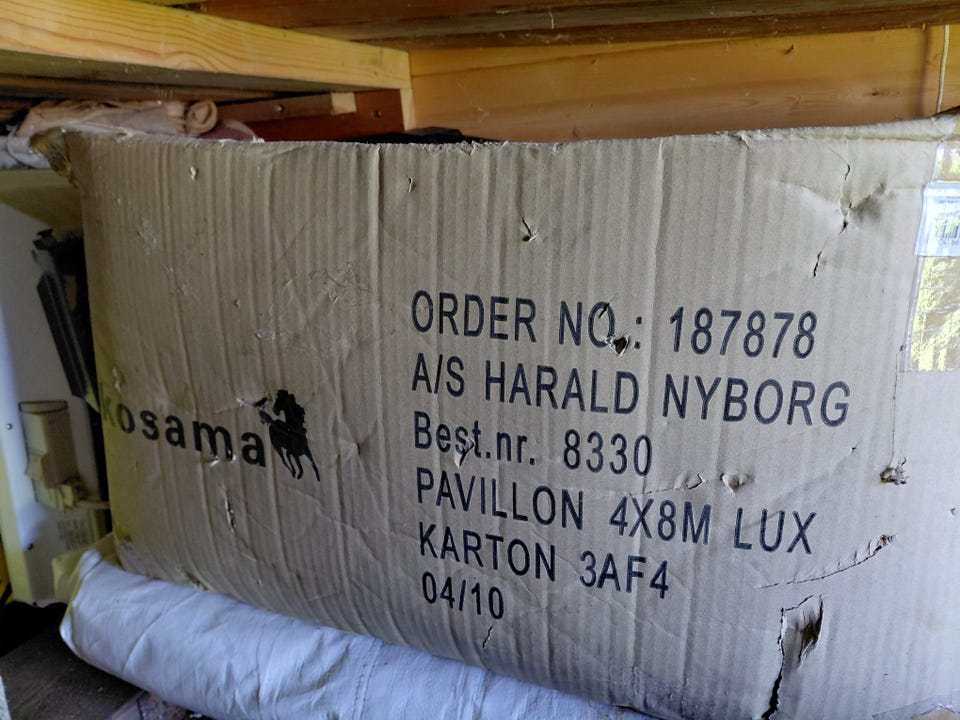 kosama
ORDER NO.: 187878
A/S HARALD NYBORG
Best.nr. 8330
PAVILLON 4X8M LUX
KARTON 3AF4
04/10